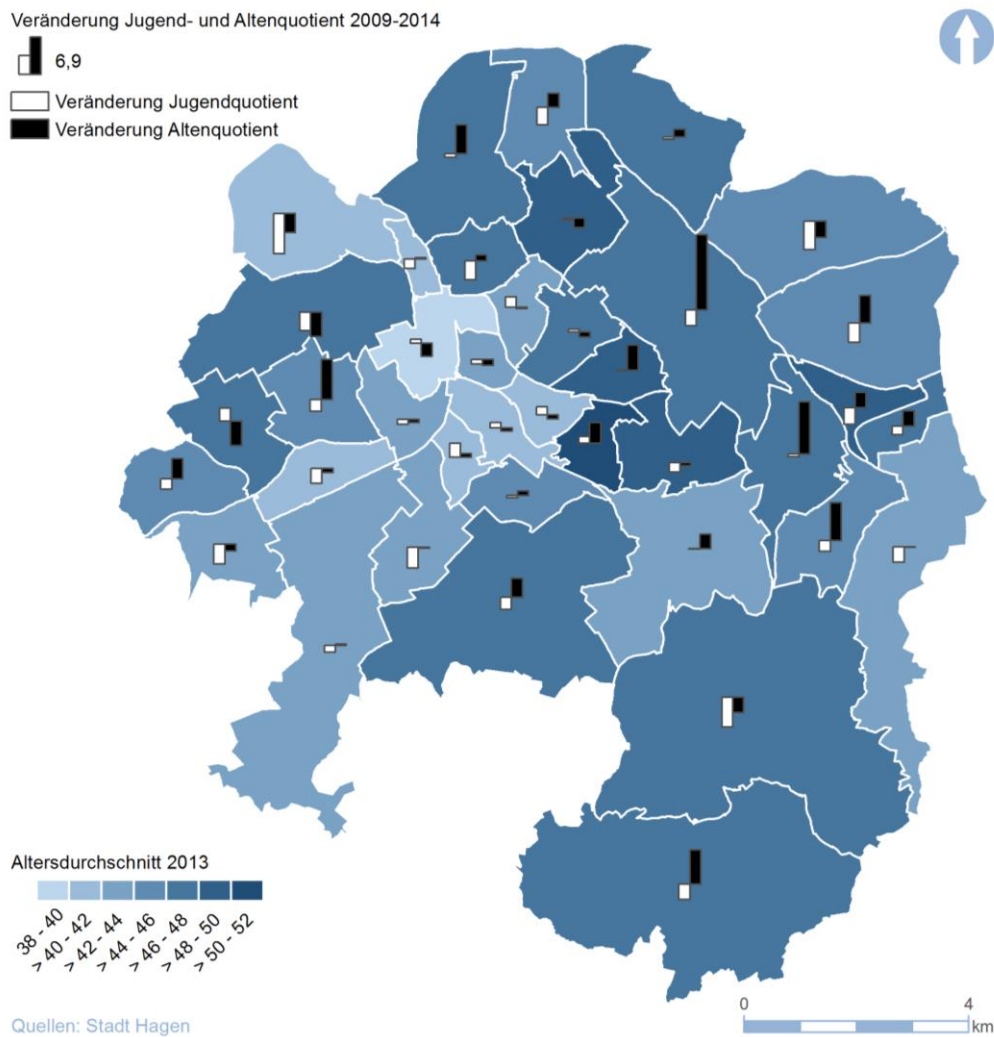 Veränderung Jugend- und Altenquotient 2009-2014
6,9
Veränderung Jugendquotient
Veränderung Altenquotient
Altersdurchschnitt 2013
38 - 40
> 40 - 42
> 42 - 44
> 44 - 46
> 46 - 48
> 48 - 50
> 50 - 52
Quellen: Stadt Hagen
0 4
km